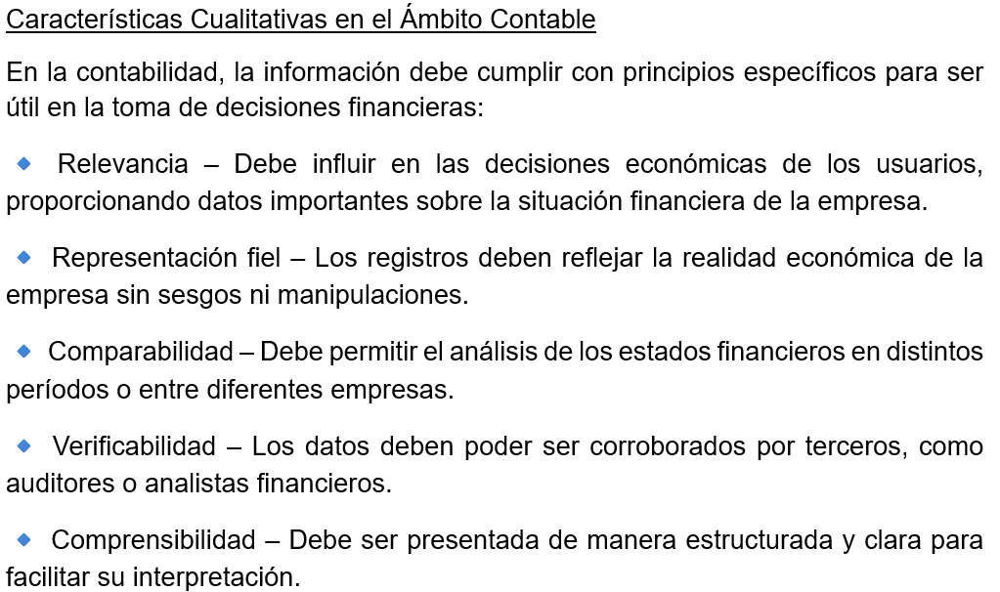 Características Cualitativas en el Ámbito Contable
En la contabilidad, la información debe cumplir con principios específicos para ser
útil en la toma de decisiones financieras:
🔹 Relevancia – Debe influir en las decisiones económicas de los usuarios,
proporcionando datos importantes sobre la situación financiera de la empresa.
🔹 Representación fiel – Los registros deben reflejar la realidad económica de la
empresa sin sesgos ni manipulaciones.
🔹 Comparabilidad – Debe permitir el análisis de los estados financieros en distintos
períodos o entre diferentes empresas.
🔹 Verificabilidad – Los datos deben poder ser corroborados por terceros, como
auditores o analistas financieros.
🔹 Comprensibilidad – Debe ser presentada de manera estructurada y clara para
facilitar su interpretación.